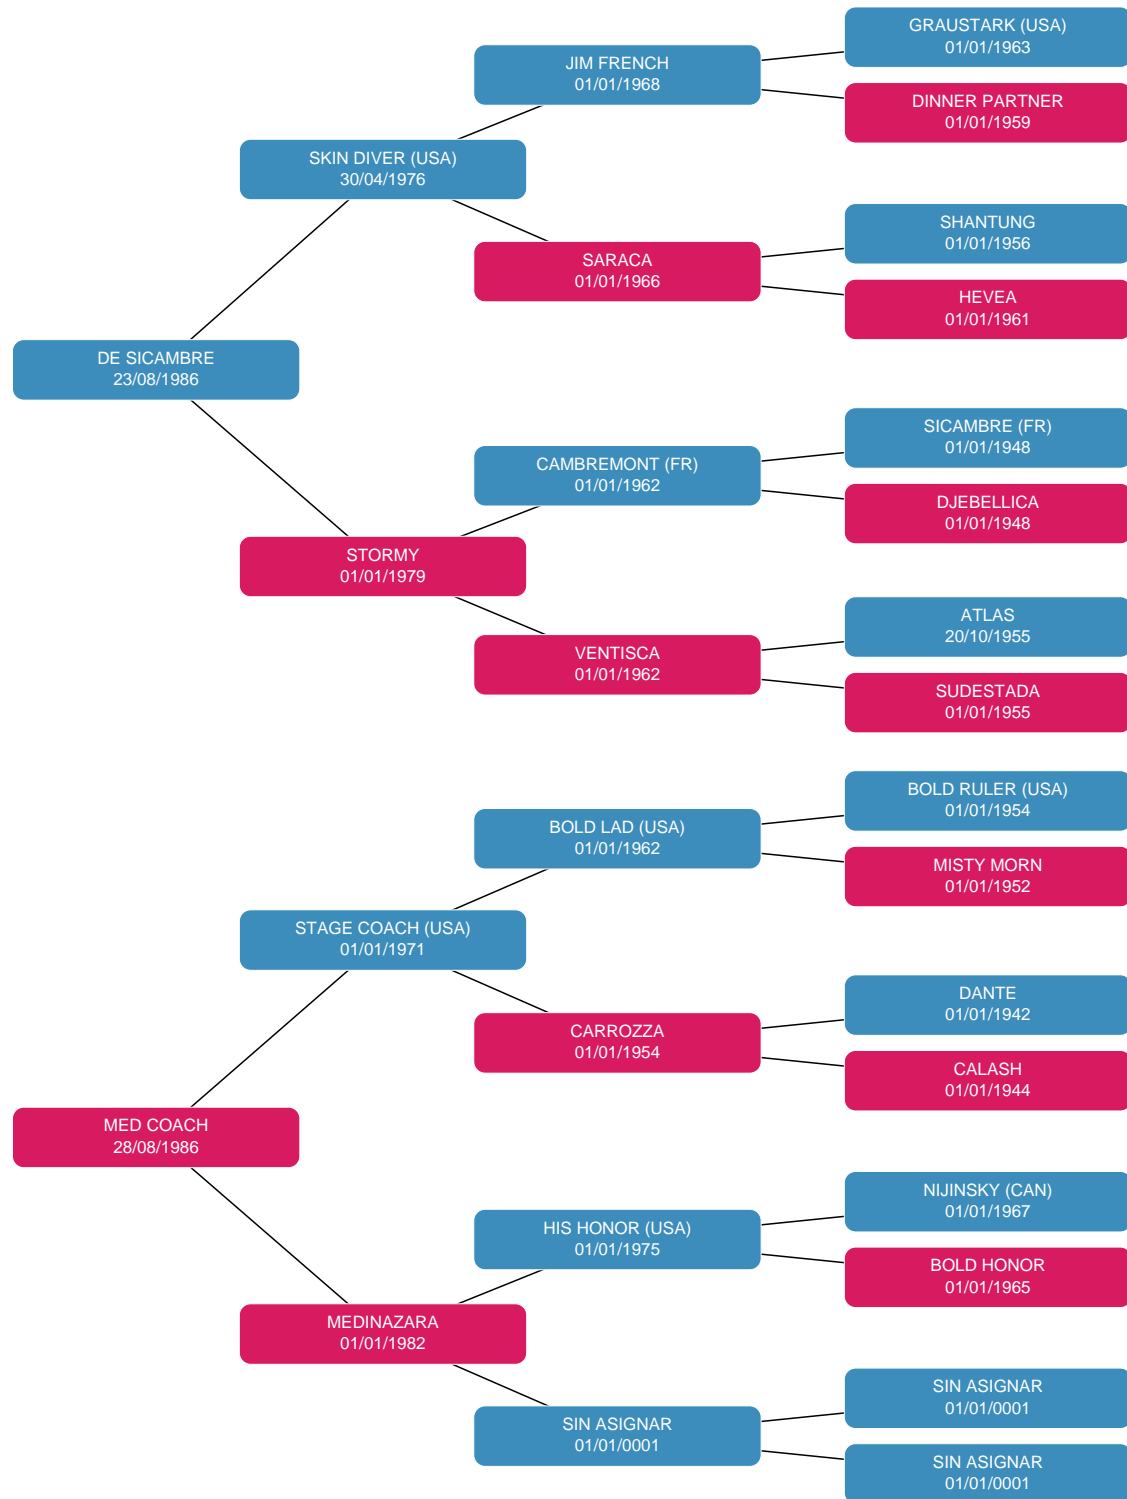 GRAUSTARK (USA)
01/01/1963
JIM FRENCH
01/01/1968
DINNER PARTNER
01/01/1959
SKIN DIVER (USA)
30/04/1976
SHANTUNG
01/01/1956
SARACA
01/01/1966
HEVEA
01/01/1961
DE SICAMBRE
23/08/1986
SICAMBRE (FR)
01/01/1948
CAMBREMONT (FR)
01/01/1962
DJEBELLICA
01/01/1948
STORMY
01/01/1979
ATLAS
20/10/1955
VENTISCA
01/01/1962
SUDESTADA
01/01/1955
BOLD RULER (USA)
01/01/1954
BOLD LAD (USA)
01/01/1962
MISTY MORN
01/01/1952
STAGE COACH (USA)
01/01/1971
DANTE
01/01/1942
CARROZZA
01/01/1954
CALASH
01/01/1944
MED COACH
28/08/1986
NIJINSKY (CAN)
01/01/1967
HIS HONOR (USA)
01/01/1975
BOLD HONOR
01/01/1965
MEDINAZARA
01/01/1982
SIN ASIGNAR
01/01/0001
SIN ASIGNAR
01/01/0001
SIN ASIGNAR
01/01/0001